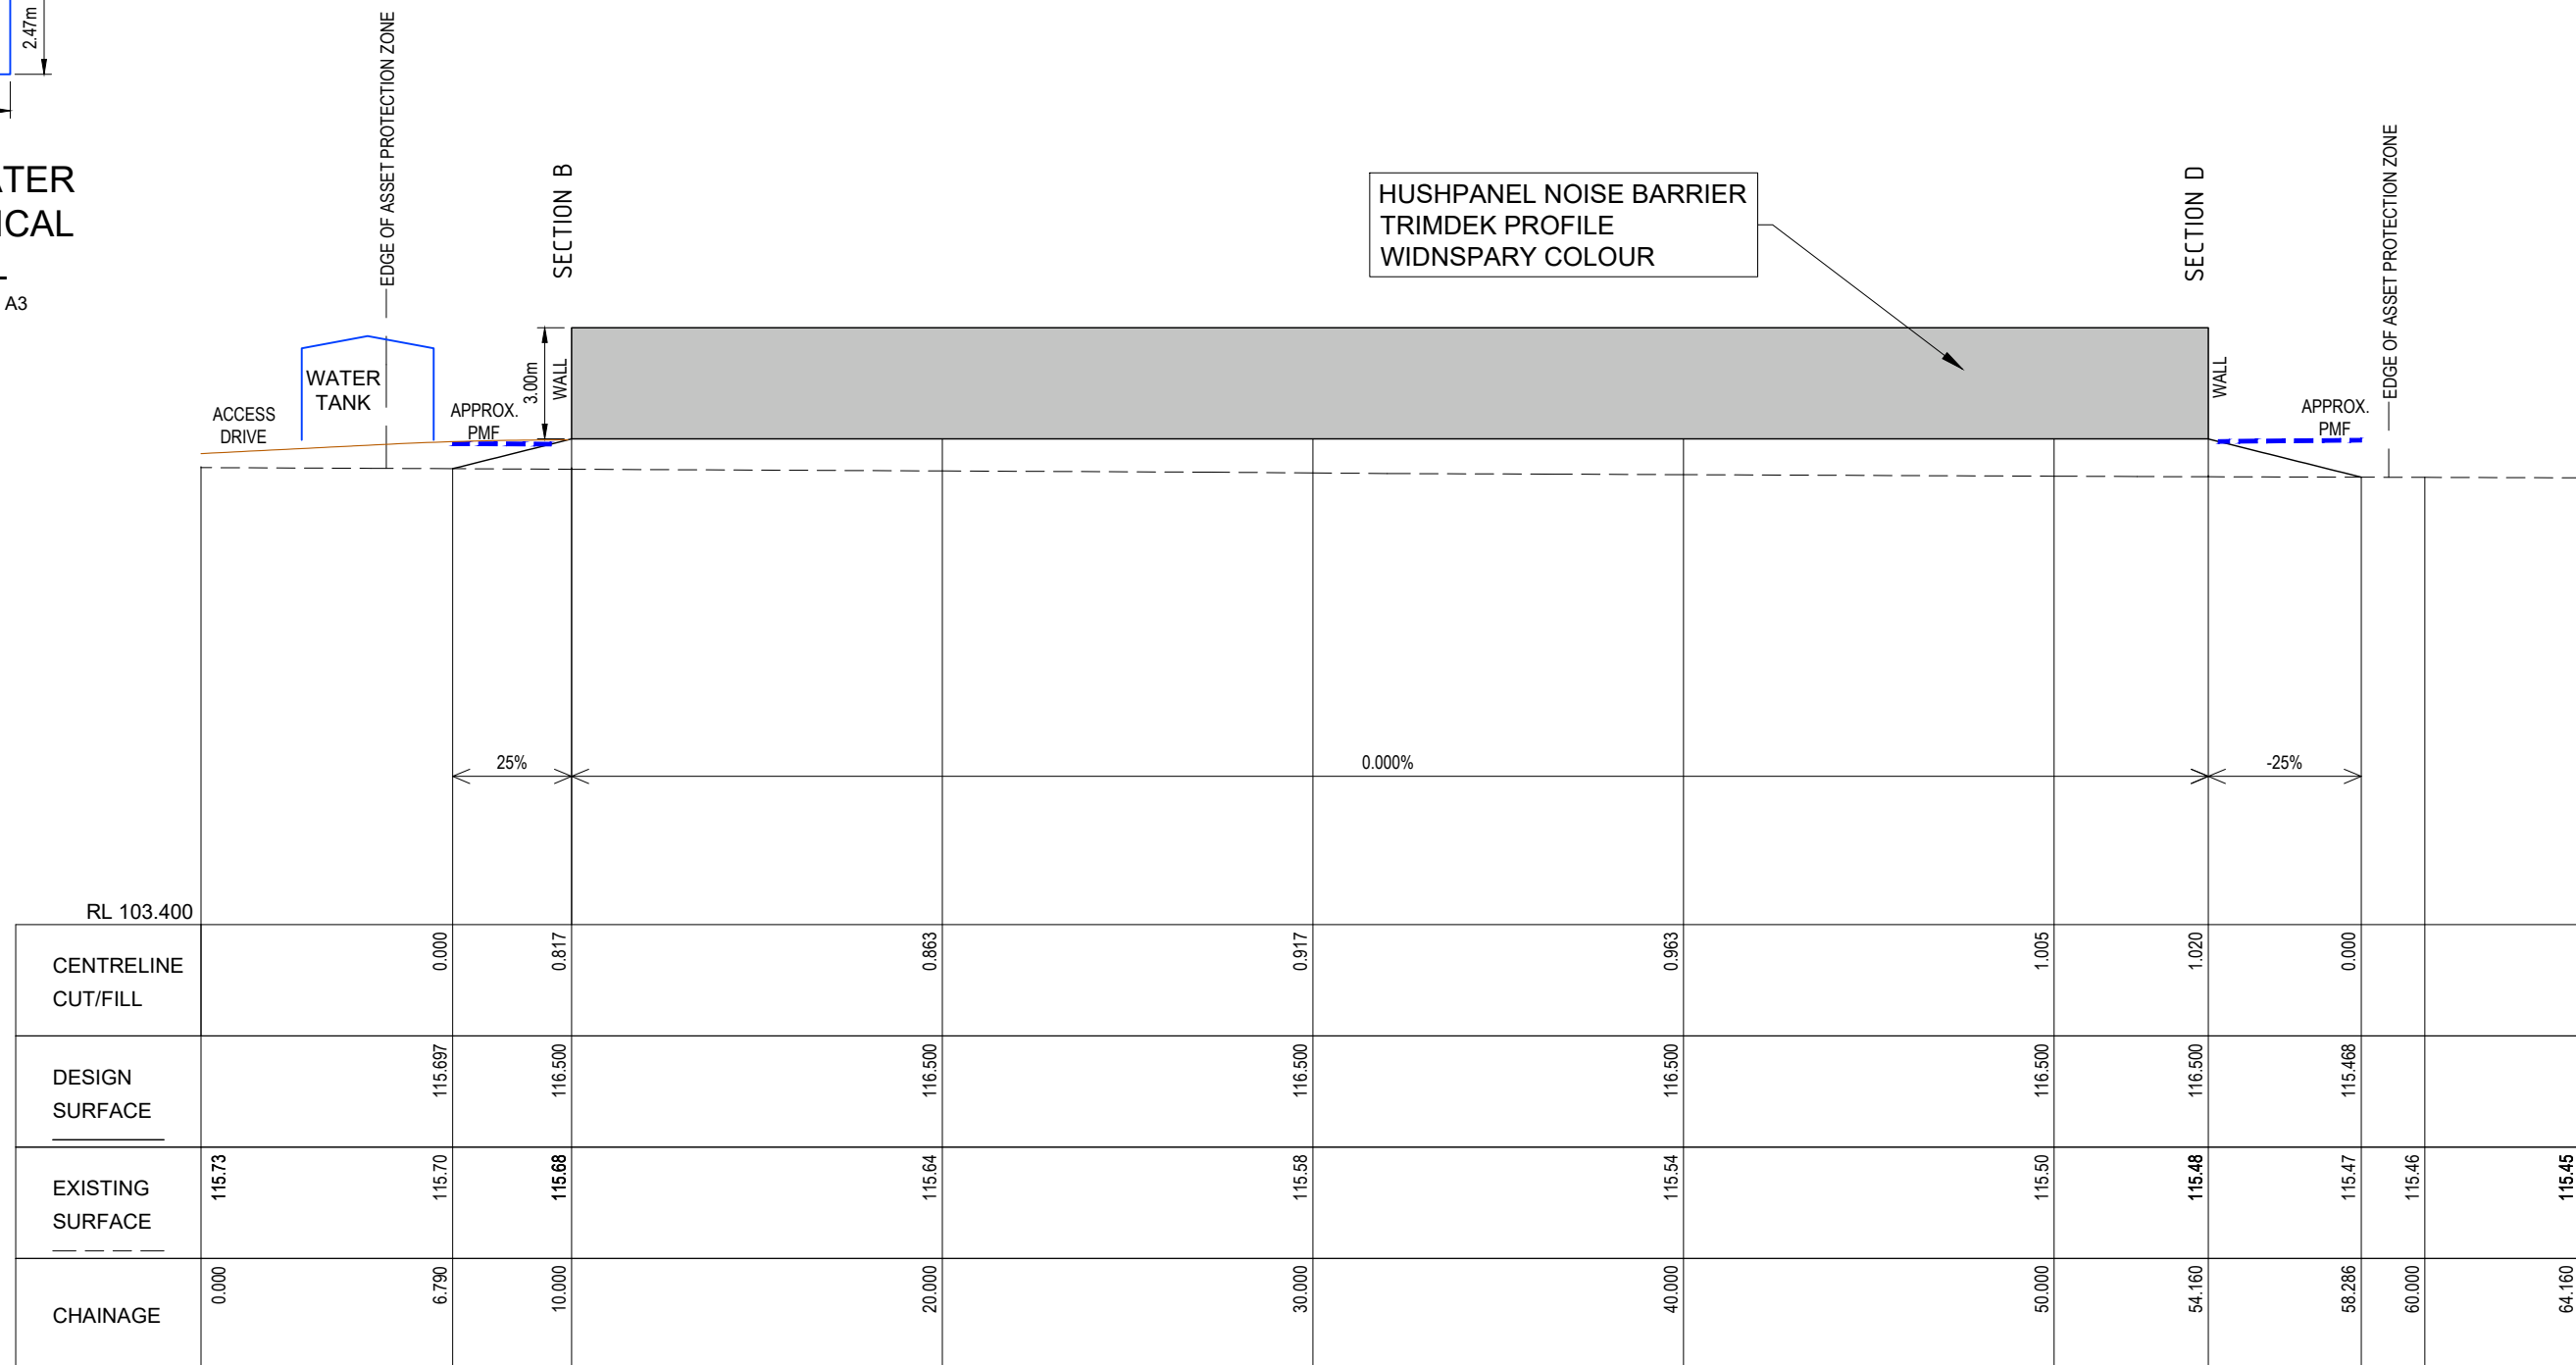 2.47m
ATER
ICAL
A3
EDGE OF ASSET PROTECTION ZONE
SECTION B
HUSHPANEL NOISE BARRIER
TRIMDEK PROFILE
WIDNSPARY COLOUR
SECTION D
EDGE OF ASSET PROTECTION ZONE
WATER
TANK
ACCESS
DRIVE
APPROX.
PMF
3.00m
WALL
WALL
APPROX.
PMF
25%
0.000%
-25%
RL 103.400
CENTRELINE
CUT/FILL
0.000
0.817
0.863
0.917
0.963
1.005
1.020
0.000
DESIGN
SURFACE
115.697
116.500
116.500
116.500
116.500
116.500
116.500
115.468
EXISTING
SURFACE
115.73
115.70
115.68
115.64
115.58
115.54
115.50
115.48
115.47
115.46
115.45
CHAINAGE
0.000
6.790
10.000
20.000
30.000
40.000
50.000
54.160
58.286
60.000
64.160